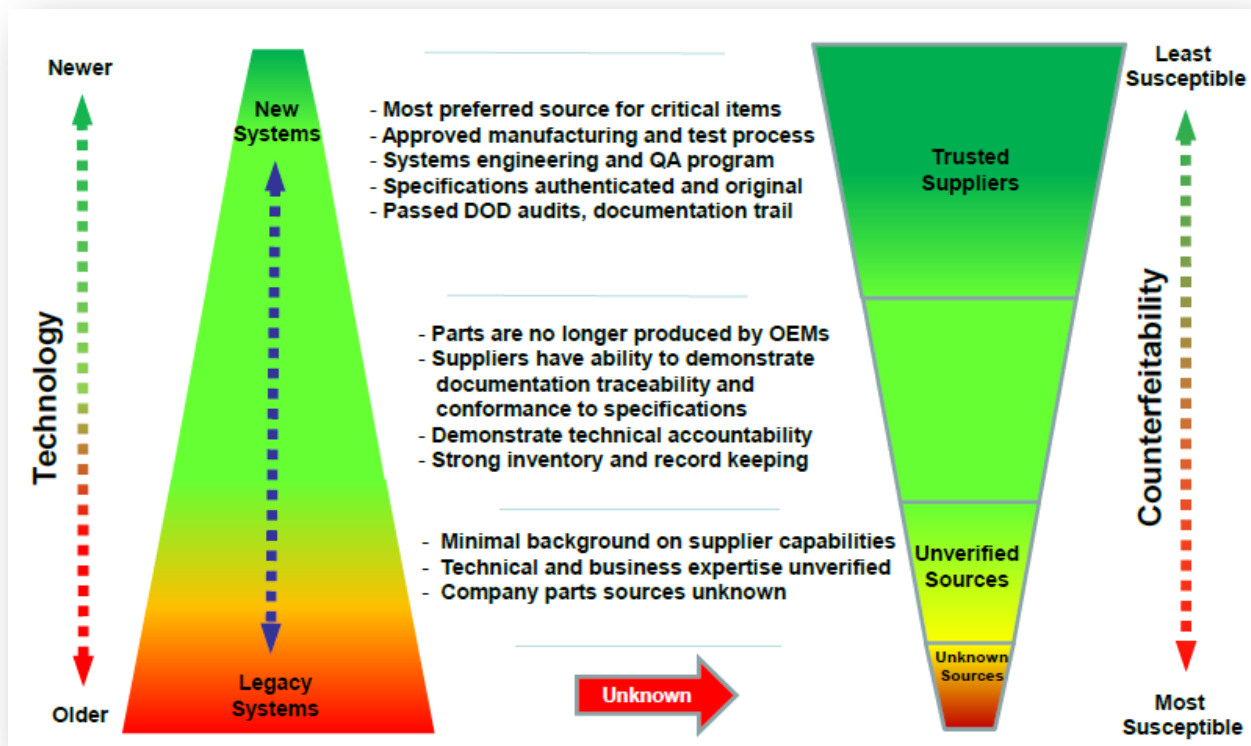 Newer
Technology
Older
New
Systems
Legacy
Systems
- Most preferred source for critical items
- Approved manufacturing and test process
- Systems engineering and QA program
- Specifications authenticated and original
- Passed DOD audits, documentation trail
- Parts are no longer produced by OEMs
- Suppliers have ability to demonstrate
documentation traceability and
conformance to specifications
- Demonstrate technical accountability
- Strong inventory and record keeping
- Minimal background on supplier capabilities
- Technical and business expertise unverified
- Company parts sources unknown
Unknown
Trusted
Suppliers
Unverified
Sources
Unknown
Sources
Least
Susceptible
Counterfeitability
Most
Susceptible